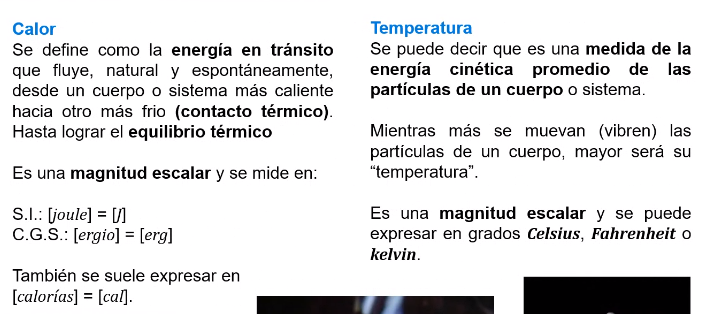 Calor
Se define como la energía en tránsito
que fluye, natural y espontáneamente,
desde un cuerpo o sistema más caliente
hacia otro más frio (contacto térmico).
Hasta lograr el equilibrio térmico
Es una magnitud escalar y se mide en:
S.I.: [joule] = [J]
C.G.S.: [ergio] = [erg]
También se suele expresar en
[calorías] = [cal].
Temperatura
Se puede decir que es una medida de la
energía cinética promedio de las
partículas de un cuerpo o sistema.
Mientras más se muevan (vibren) las
partículas de un cuerpo, mayor será su
“temperatura”.
Es una magnitud escalar y se puede
expresar en grados Celsius, Fahrenheit o
kelvin.